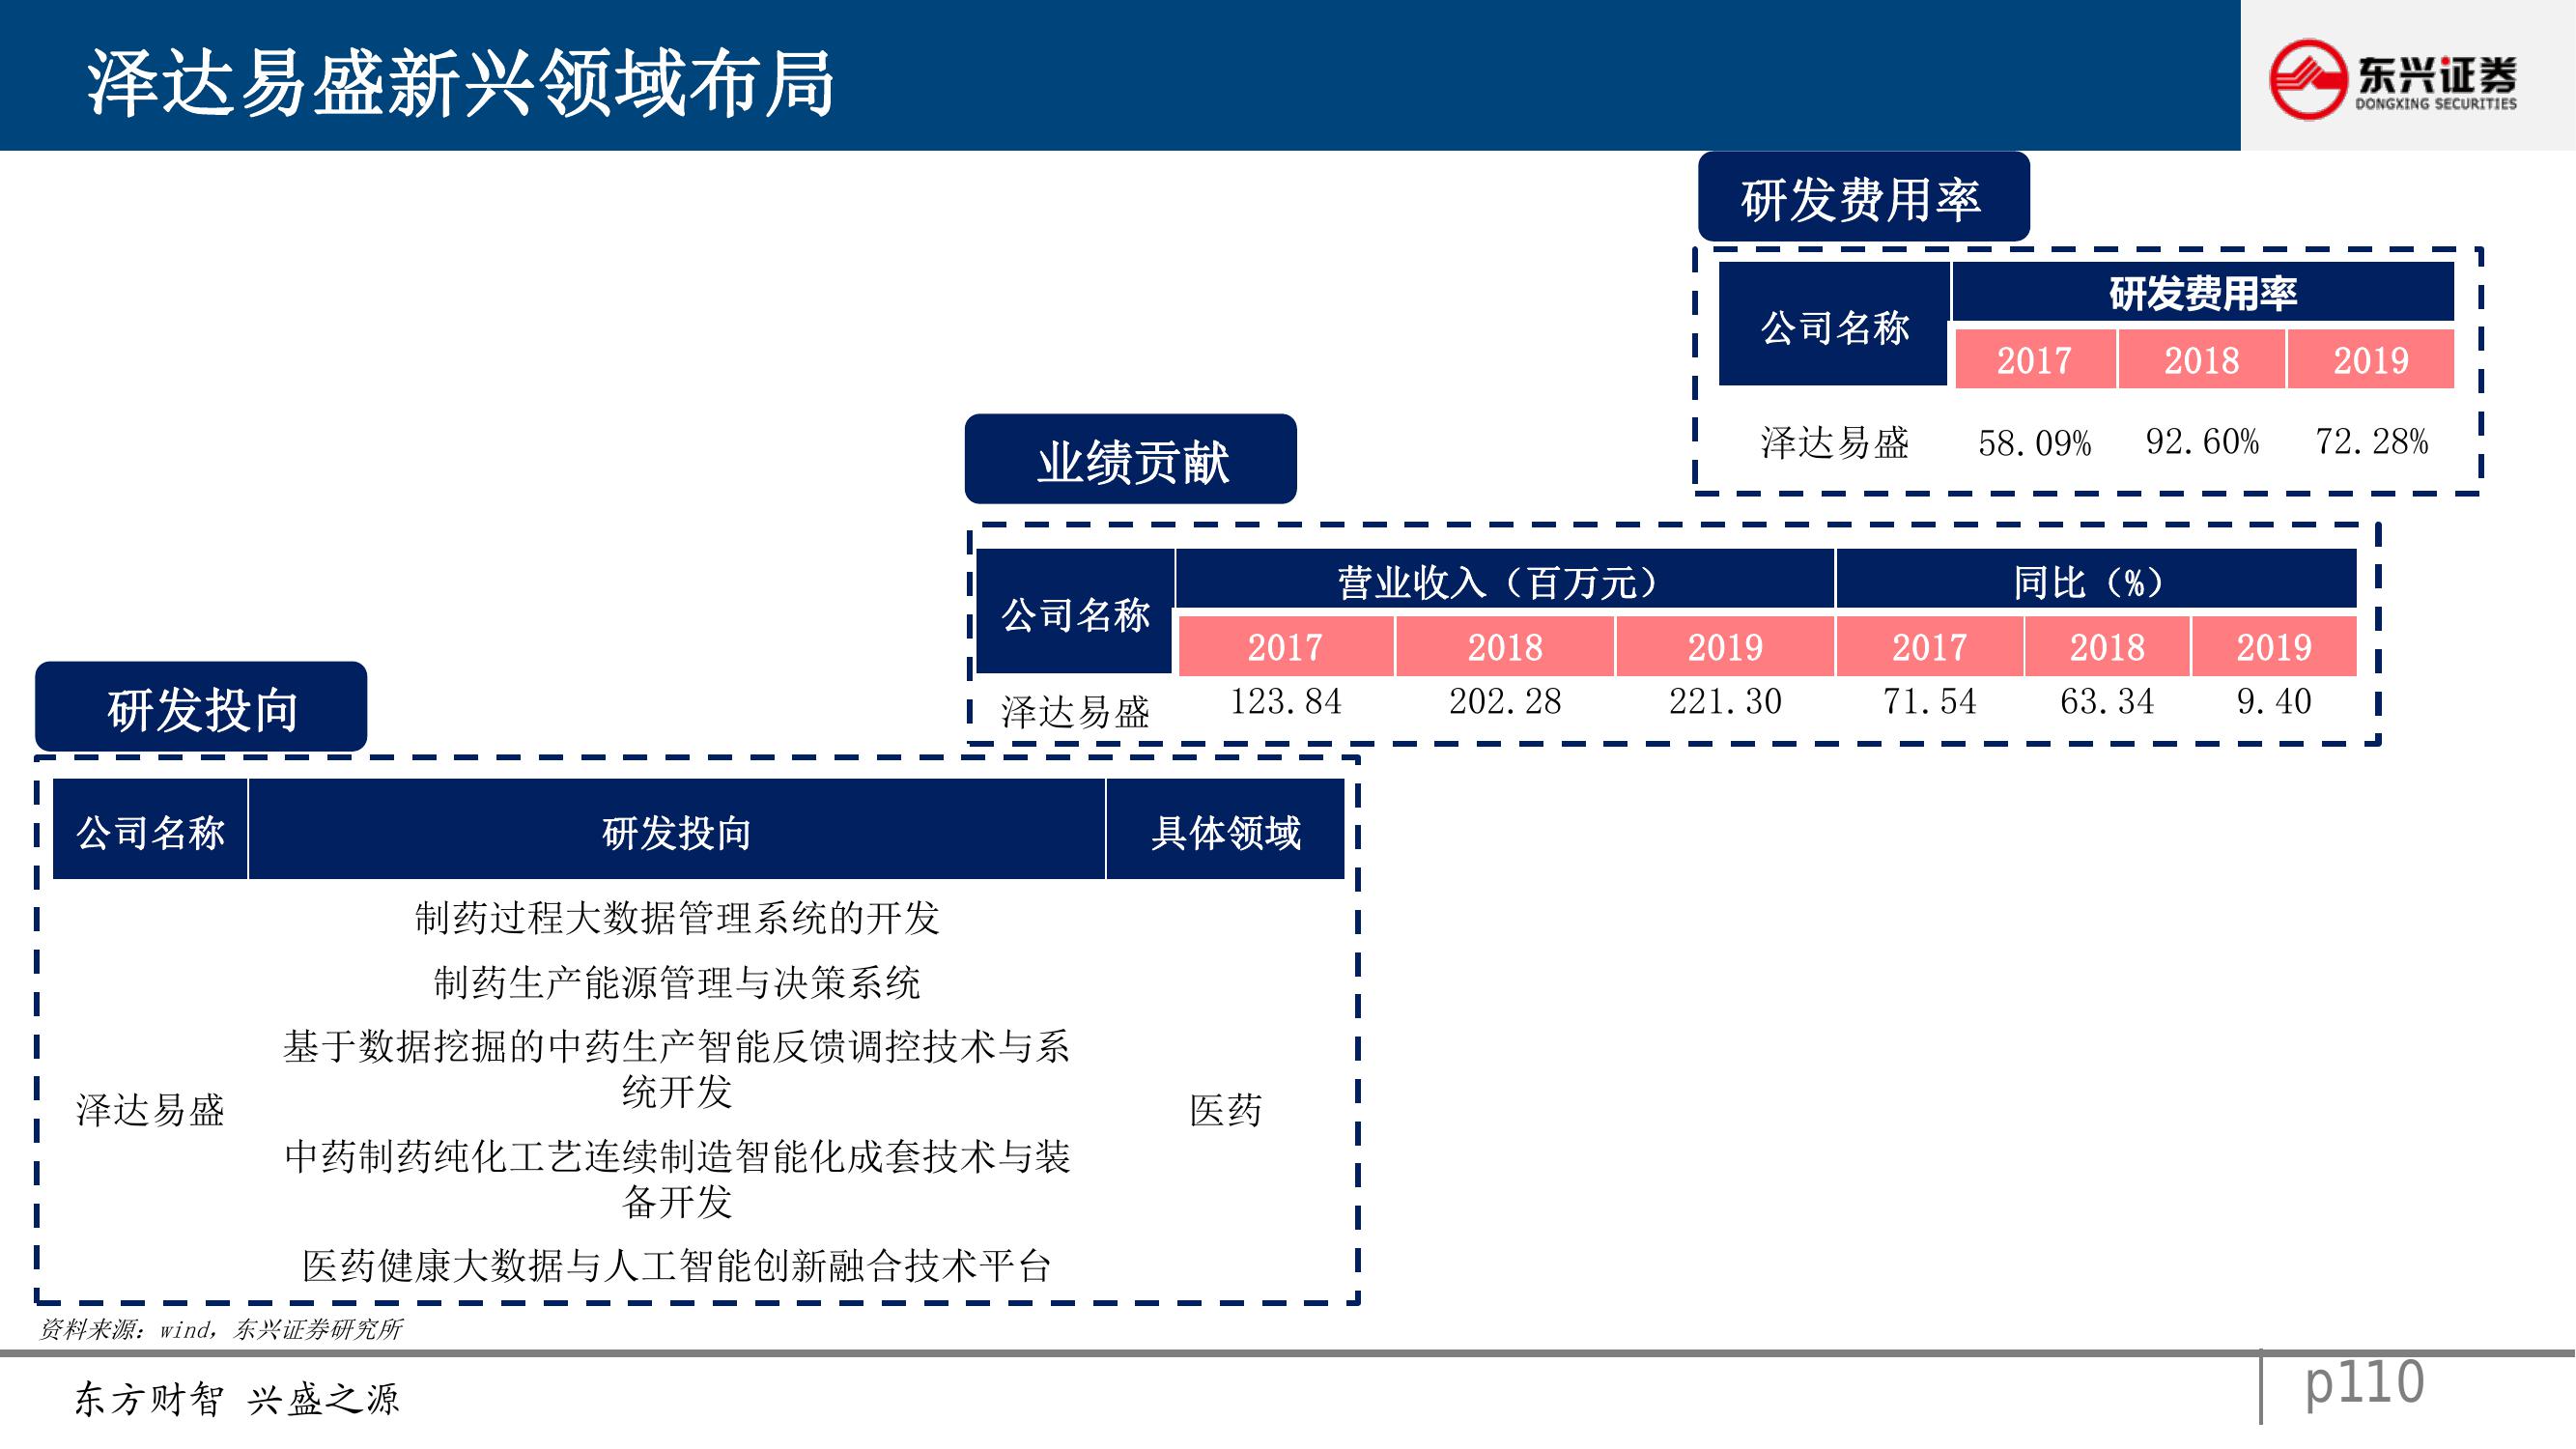 泽达易盛新兴领域布局
东兴证券
DONGXING SECURITIES
研发费用率
公司名称 研发费用率
2017 2018 2019
泽达易盛 58.09% 92.60% 72.28%
业绩贡献
公司名称 营业收入（百万元） 同比（%）
2017 2018 2019 2017 2018 2019
泽达易盛 123.84 202.28 221.30 71.54 63.34 9.40
研发投向
公司名称 研发投向 具体领域
制药过程大数据管理系统的开发
制药生产能源管理与决策系统
基于数据挖掘的中药生产智能反馈调控技术与系
统开发
泽达易盛 医药
中药制药纯化工艺连续制造智能化成套技术与装
备开发
医药健康大数据与人工智能创新融合技术平台
资料来源：wind，东兴证券研究所
东方财智 兴盛之源
p110